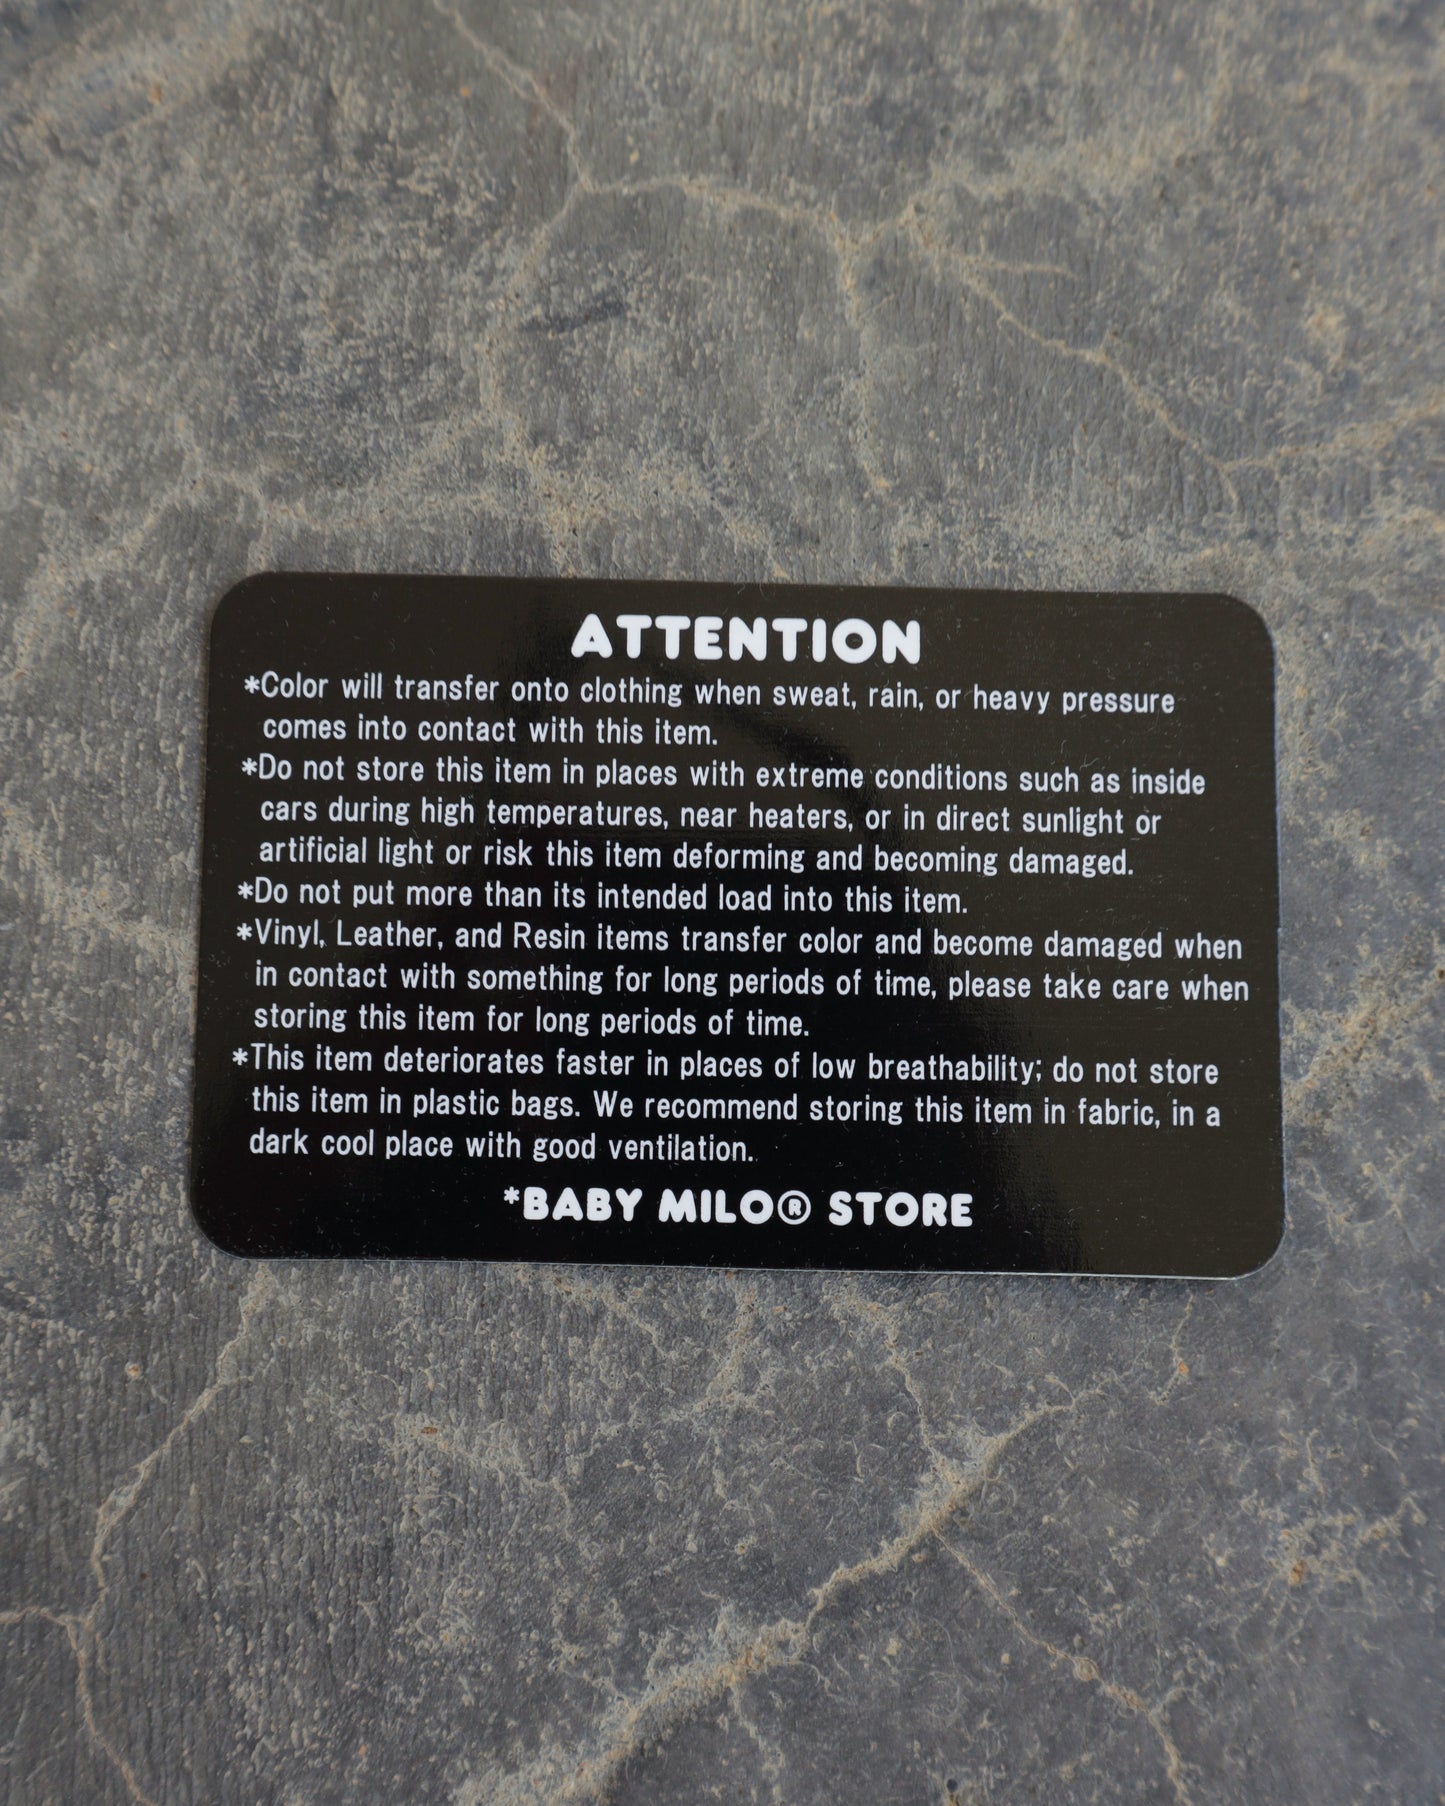 ATTENTION
*Color will transfer onto clothing when sweat, rain, or heavy pressure
comes into contact with this item.
*Do not store this item in places with extreme conditions such as inside
cars during high temperatures, near heaters, or in direct sunlight or
artificial light or risk this item deforming and becoming damaged.
*Do not put more than its intended load into this item.
*Vinyl, Leather, and Resin items transfer color and become damaged when
in contact with something for long periods of time, please take care when
storing this item for long periods of time.
*This item deteriorates faster in places of low breathability; do not store
this item in plastic bags. We recommend storing this item in fabric, in a
dark cool place with good ventilation.
*BABY MILO® STORE